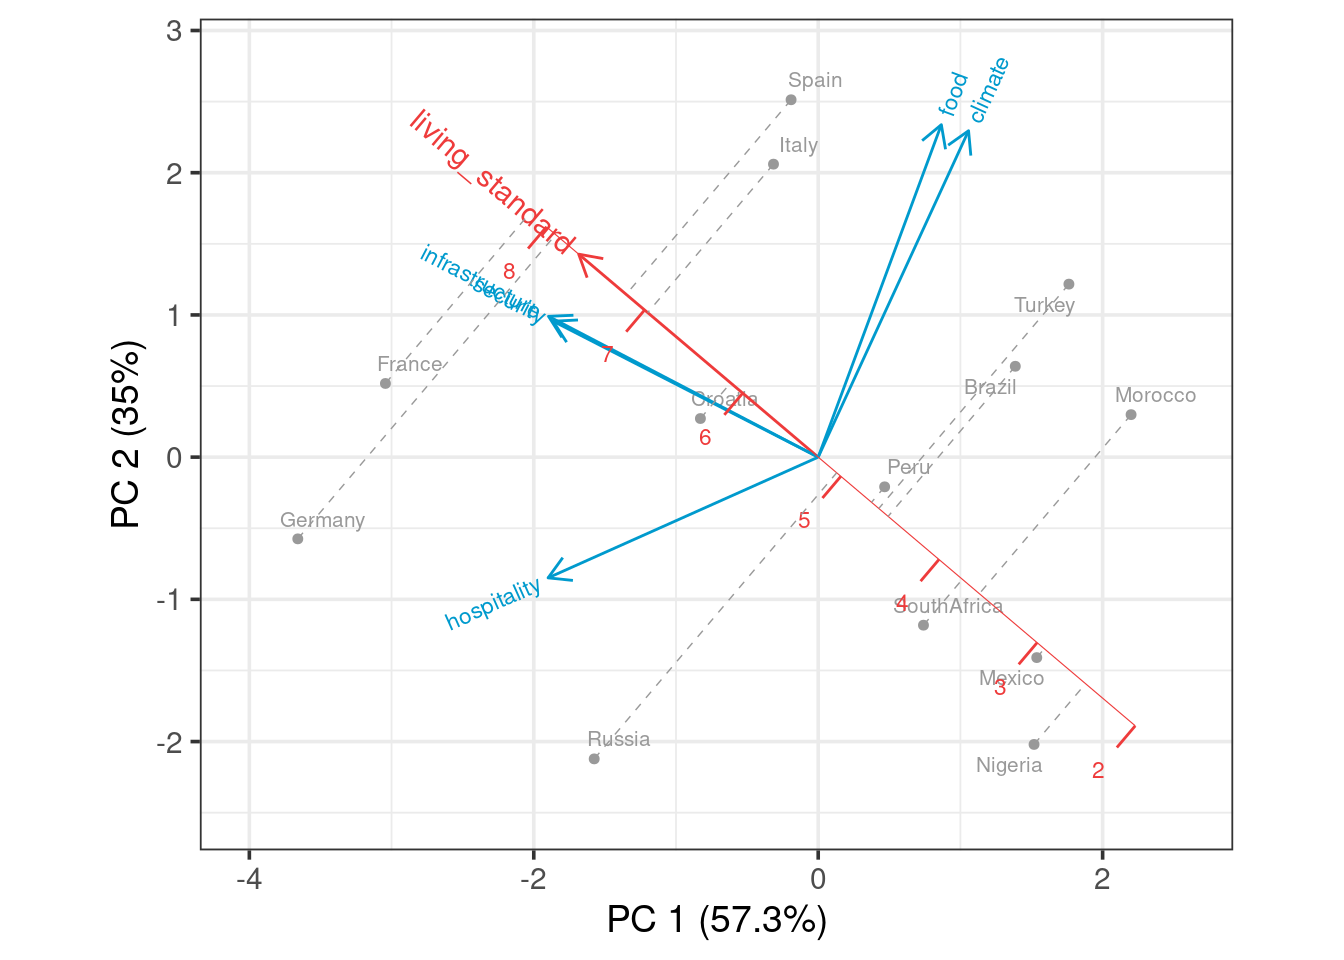 3
2
1
0
-1
-2
-4
-2
0
2
PC 1 (57.3%)
PC 2 (35%)
Spain
Italy
food
climate
living_standard
infrastructure
security
8
7
6
5
4
3
2
France
Croatia
Turkey
Brazil
Morocco
Peru
Germany
hospitality
SouthAfrica
Mexico
Nigeria
Russia